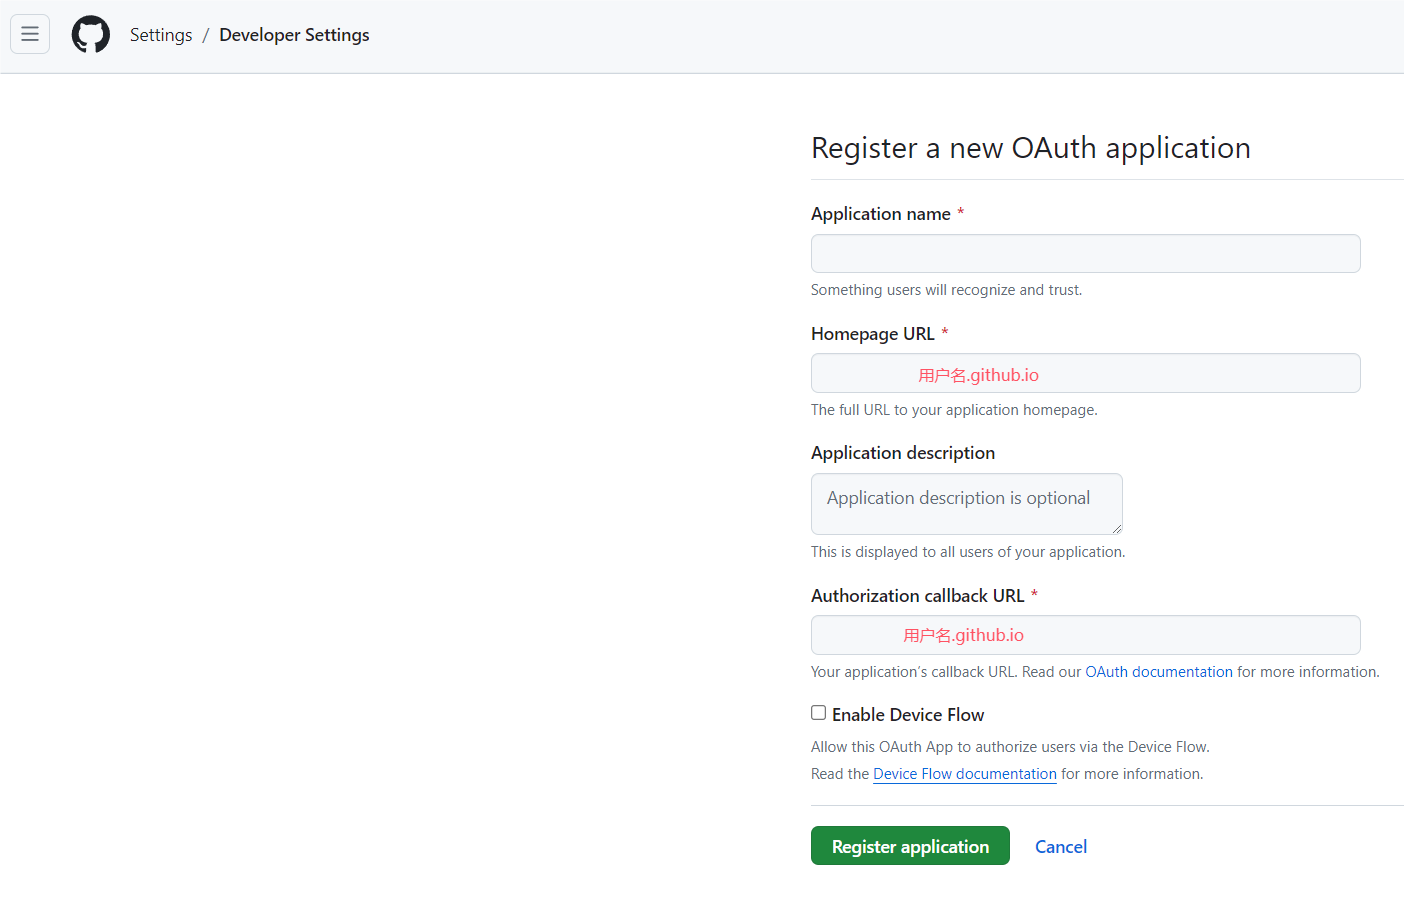 Settings / Developer Settings
Register a new OAuth application
Application name *
Something users will recognize and trust.
Homepage URL *
用户名.github.io
The full URL to your application homepage.
Application description
Application description is optional
This is displayed to all users of your application.
Authorization callback URL *
用户名.github.io
Your application’s callback URL. Read our OAuth documentation for more information.
Enable Device Flow
Allow this OAuth App to authorize users via the Device Flow.
Read the Device Flow documentation for more information.
Register application Cancel